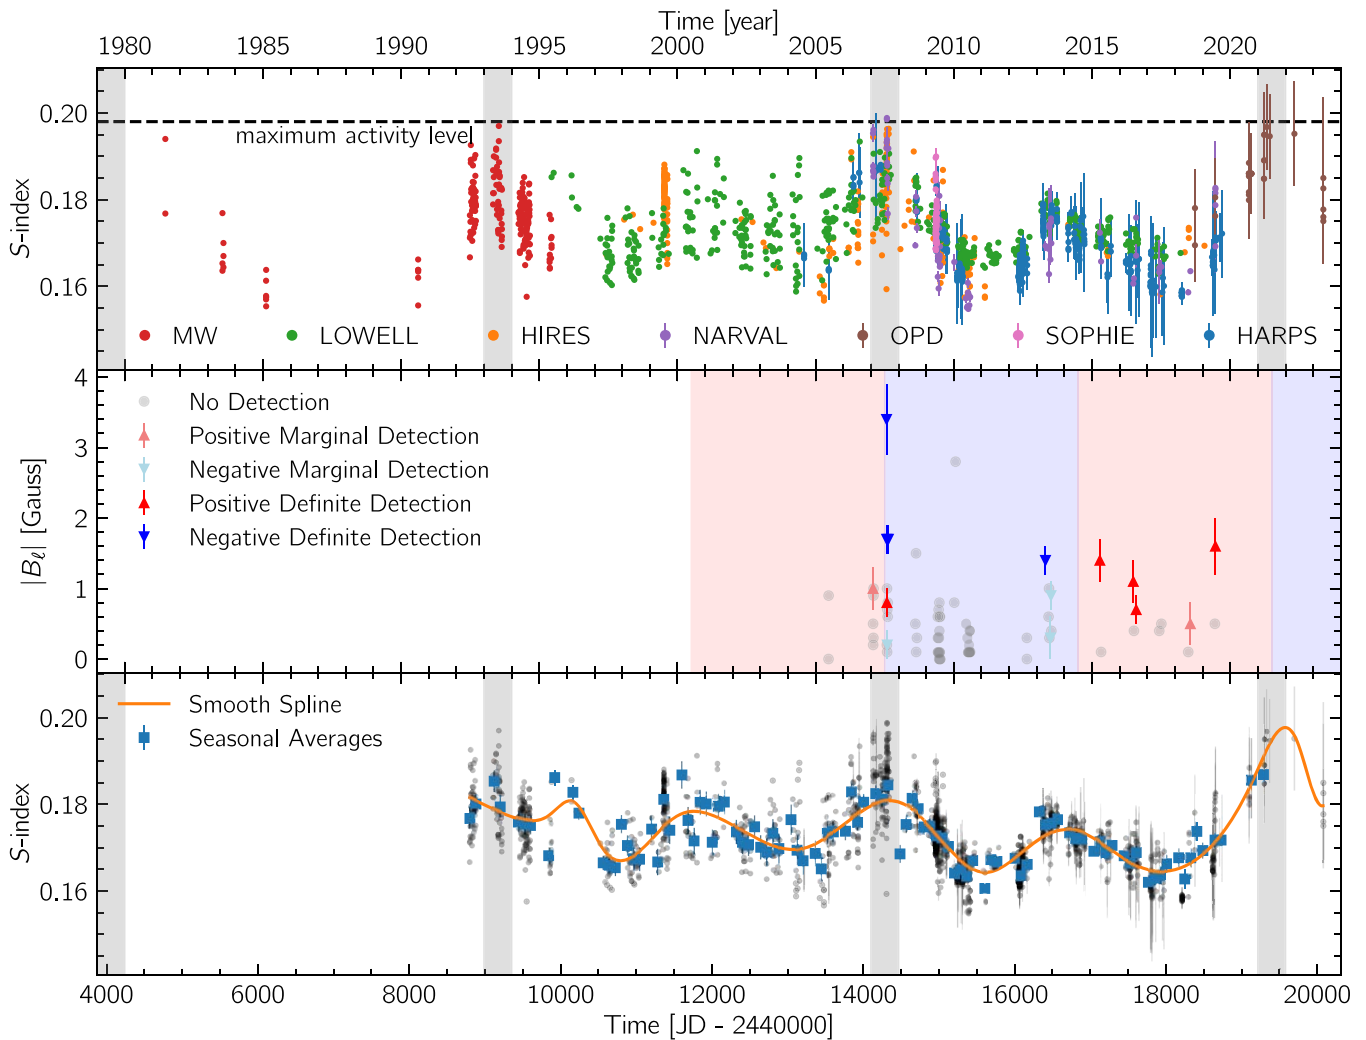 Time [year]
1980 1985 1990 1995 2000 2005 2010 2015 2020
S-index
0.20
0.18
0.16
maximum activity level
MW LOWELL HIRES NARVAL OPD SOPHIE HARPS
|Bℓ| [Gauss]
4
3
2
1
0
No Detection
Positive Marginal Detection
Negative Marginal Detection
Positive Definite Detection
Negative Definite Detection
S-index
0.20
0.18
0.16
Smooth Spline
Seasonal Averages
4000 6000 8000 10000 12000 14000 16000 18000 20000
Time [JD - 2440000]